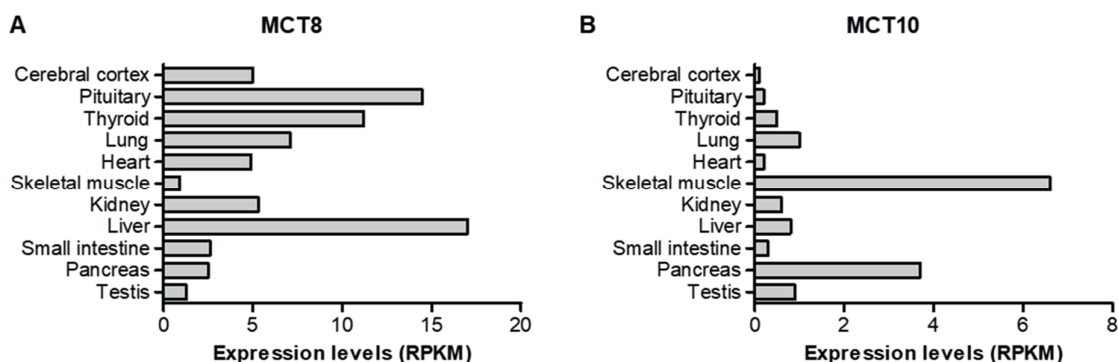 A
MCT8
Cerebral cortex
Pituitary
Thyroid
Lung
Heart
Skeletal muscle
Kidney
Liver
Small intestine
Pancreas
Testis
0 5 10 15 20
Expression levels (RPKM)
B
MCT10
Cerebral cortex
Pituitary
Thyroid
Lung
Heart
Skeletal muscle
Kidney
Liver
Small intestine
Pancreas
Testis
0 2 4 6 8
Expression levels (RPKM)